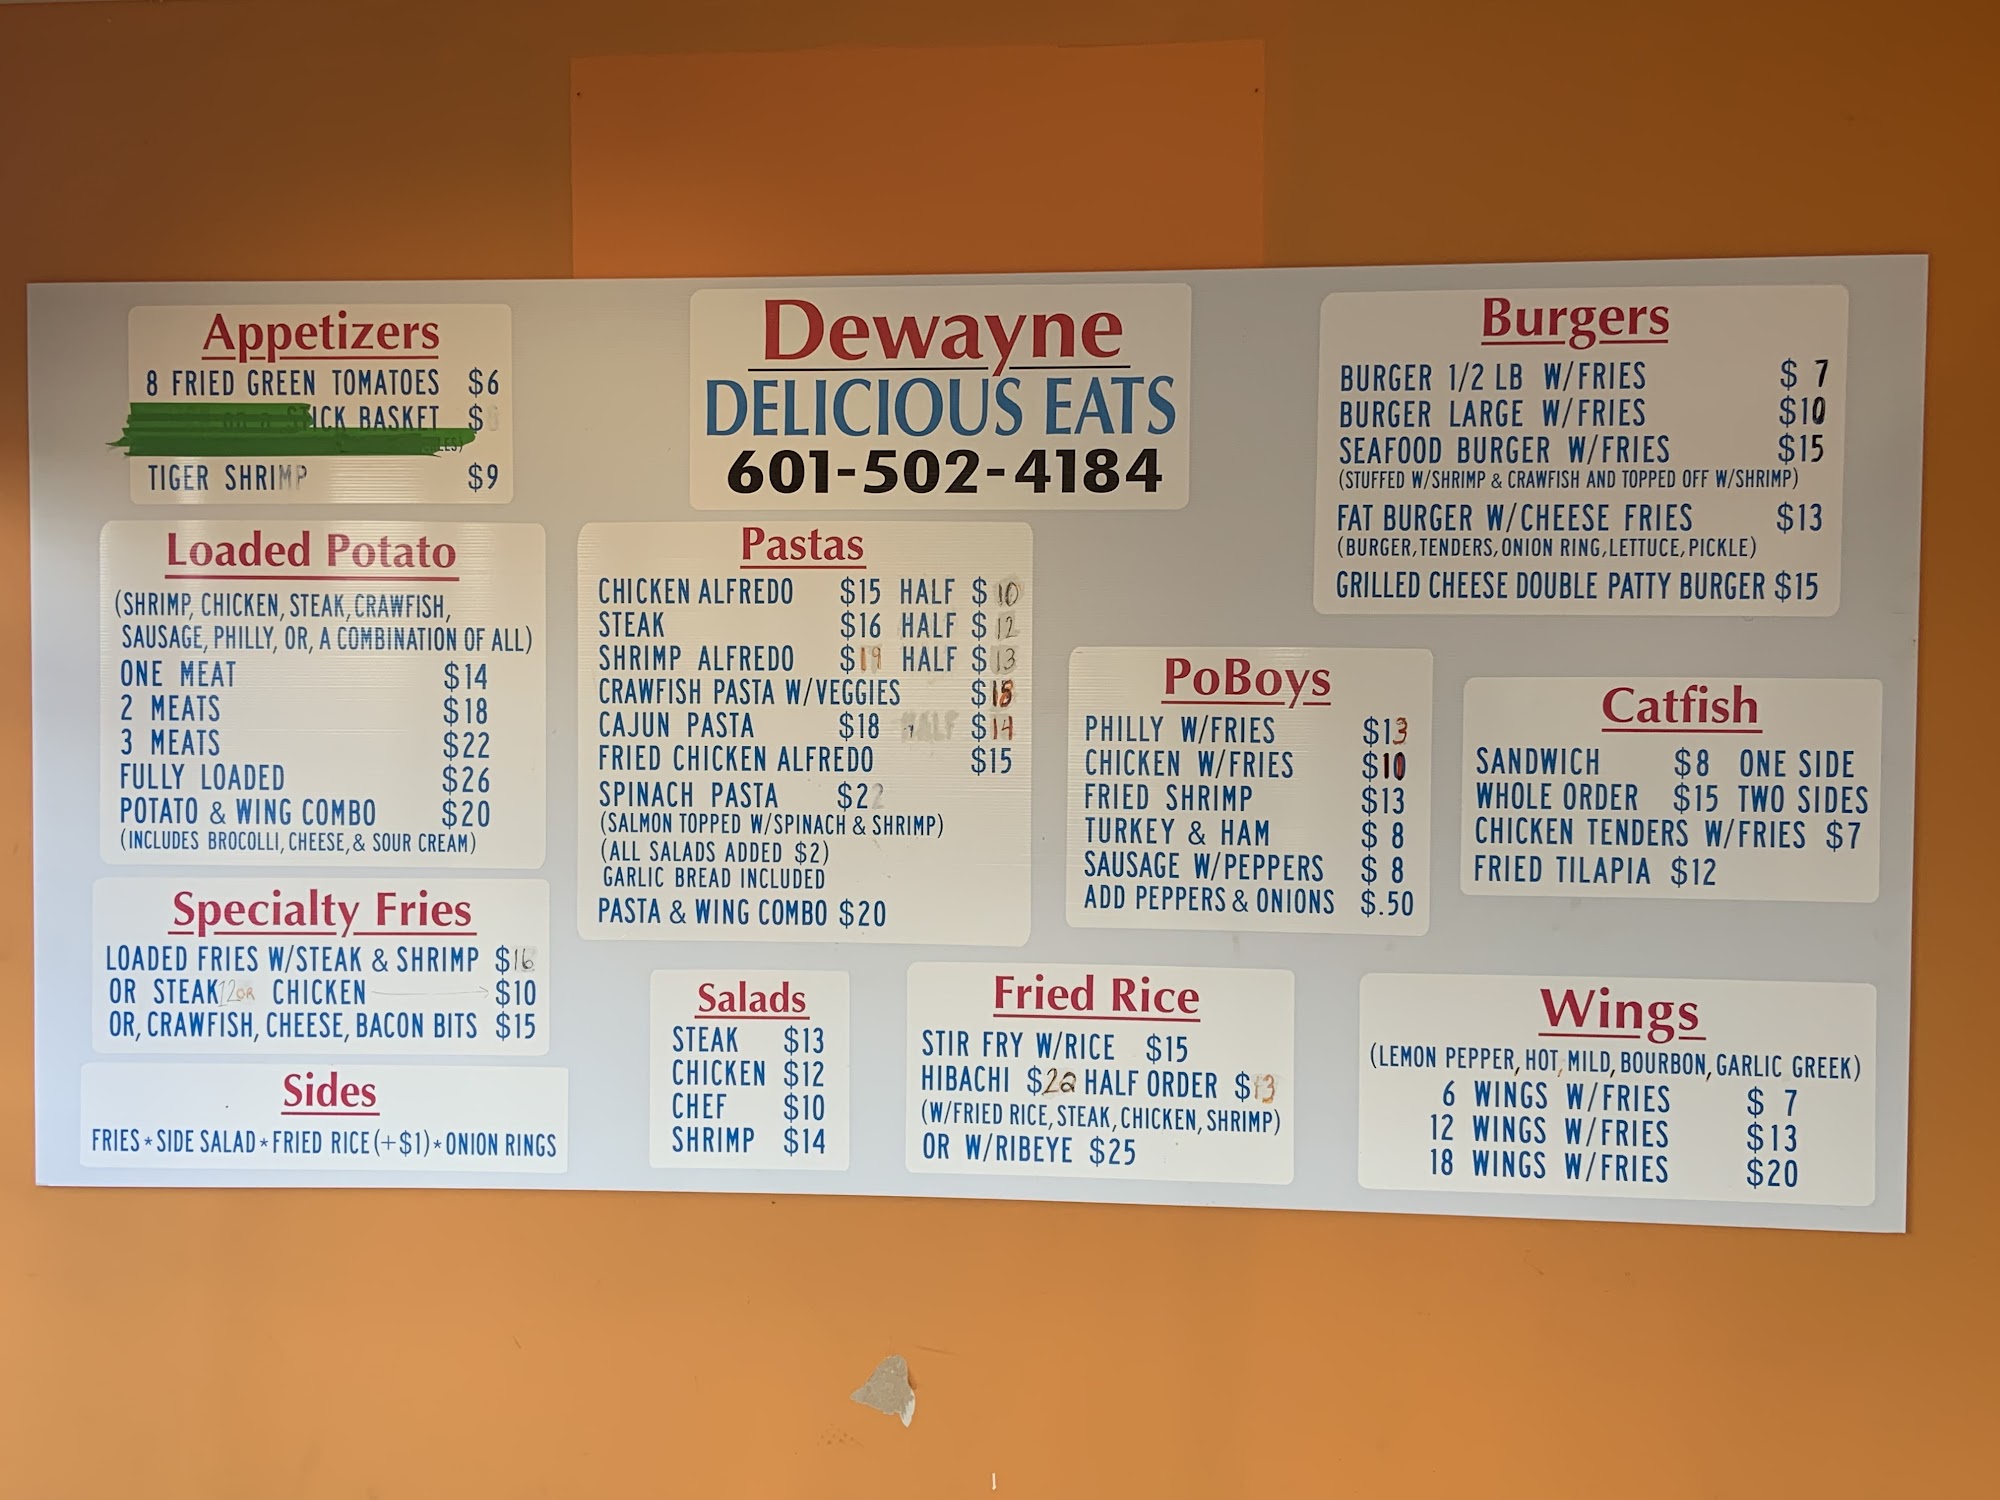 Dewayne
DELICIOUS EATS
601-502-4184
Appetizers
8 FRIED GREEN TOMATOES $6
STICK BASKET $
TIGER SHRIMP $9
Loaded Potato
(SHRIMP, CHICKEN, STEAK, CRAWFISH,
SAUSAGE, PHILLY, OR, A COMBINATION OF ALL)
ONE MEAT $14
2 MEATS $18
3 MEATS $22
FULLY LOADED $26
POTATO & WING COMBO $20
(INCLUDES BROCOLLI, CHEESE, & SOUR CREAM)
Specialty Fries
LOADED FRIES W/STEAK & SHRIMP $16
OR STEAK 12 OR CHICKEN $10
OR, CRAWFISH, CHEESE, BACON BITS $15
Sides
FRIES * SIDE SALAD * FRIED RICE (+$1) * ONION RINGS
Pastas
CHICKEN ALFREDO $15 HALF $10
STEAK $16 HALF $12
SHRIMP ALFREDO $19 HALF $13
CRAWFISH PASTA W/VEGGIES $
CAJUN PASTA $18 HALF $14
FRIED CHICKEN ALFREDO $15
SPINACH PASTA $22
(SALMON TOPPED W/SPINACH & SHRIMP)
(ALL SALADS ADDED $2)
GARLIC BREAD INCLUDED
PASTA & WING COMBO $20
Salads
STEAK $13
CHICKEN $12
CHEF $10
SHRIMP $14
Fried Rice
STIR FRY W/RICE $15
HIBACHI $22 HALF ORDER $13
(W/FRIED RICE, STEAK, CHICKEN, SHRIMP)
OR W/RIBEYE $25
Burgers
BURGER 1/2 LB W/FRIES $ 7
BURGER LARGE W/FRIES $10
SEAFOOD BURGER W/FRIES $15
(STUFFED W/SHRIMP & CRAWFISH AND TOPPED OFF W/SHRIMP)
FAT BURGER W/CHEESE FRIES $13
(BURGER, TENDERS, ONION RING, LETTUCE, PICKLE)
GRILLED CHEESE DOUBLE PATTY BURGER $15
PoBoys
PHILLY W/FRIES $13
CHICKEN W/FRIES $10
FRIED SHRIMP $13
TURKEY & HAM $ 8
SAUSAGE W/PEPPERS $ 8
ADD PEPPERS & ONIONS $.50
Catfish
SANDWICH $8 ONE SIDE
WHOLE ORDER $15 TWO SIDES
CHICKEN TENDERS W/FRIES $7
FRIED TILAPIA $12
Wings
(LEMON PEPPER, HOT, MILD, BOURBON, GARLIC GREEK)
6 WINGS W/FRIES $ 7
12 WINGS W/FRIES $13
18 WINGS W/FRIES $20